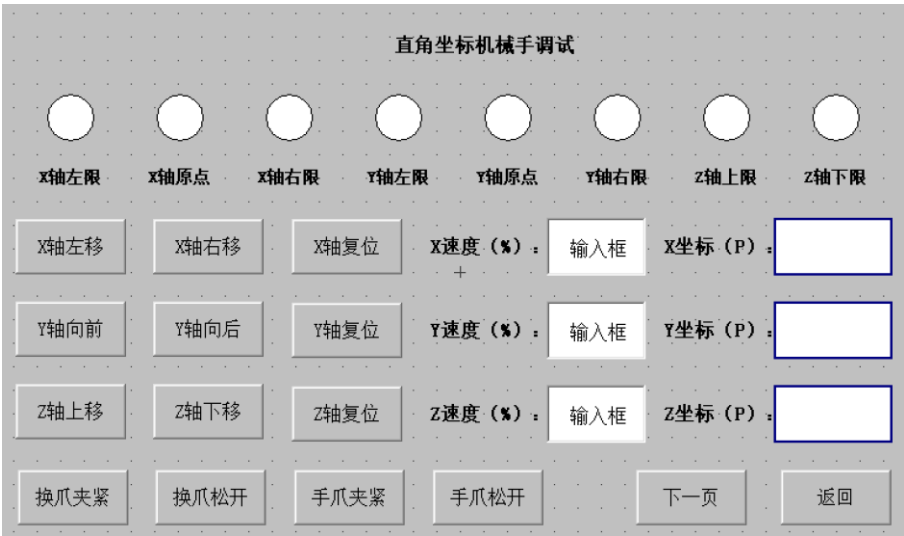 直角坐标机械手调试
X轴左限 X轴原点 X轴右限 Y轴左限 Y轴原点 Y轴右限 Z轴上限 Z轴下限
X轴左移 X轴右移 X轴复位 X速度（%）： 输入框 X坐标（P）：
Y轴向前 Y轴向后 Y轴复位 Y速度（%）： 输入框 Y坐标（P）：
Z轴上移 Z轴下移 Z轴复位 Z速度（%）： 输入框 Z坐标（P）：
换爪夹紧 换爪松开 手爪夹紧 手爪松开 下一页 返回